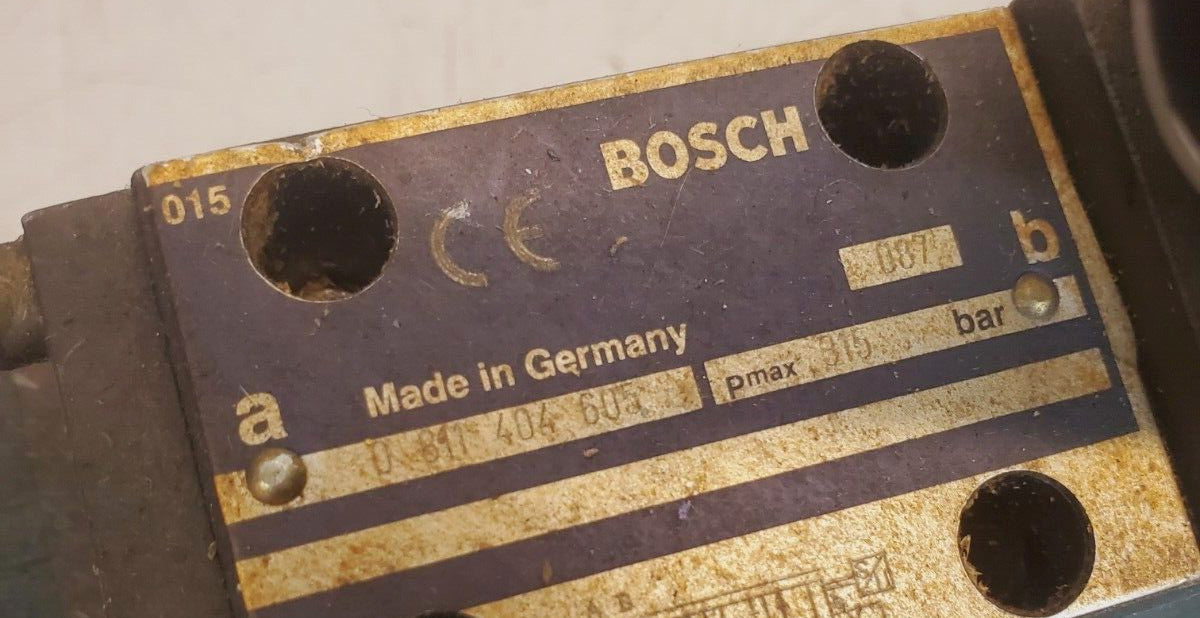 BOSCH
015
CE
087
b
Made in Germany
a
0 811 404 605
pmax 315 bar
A B